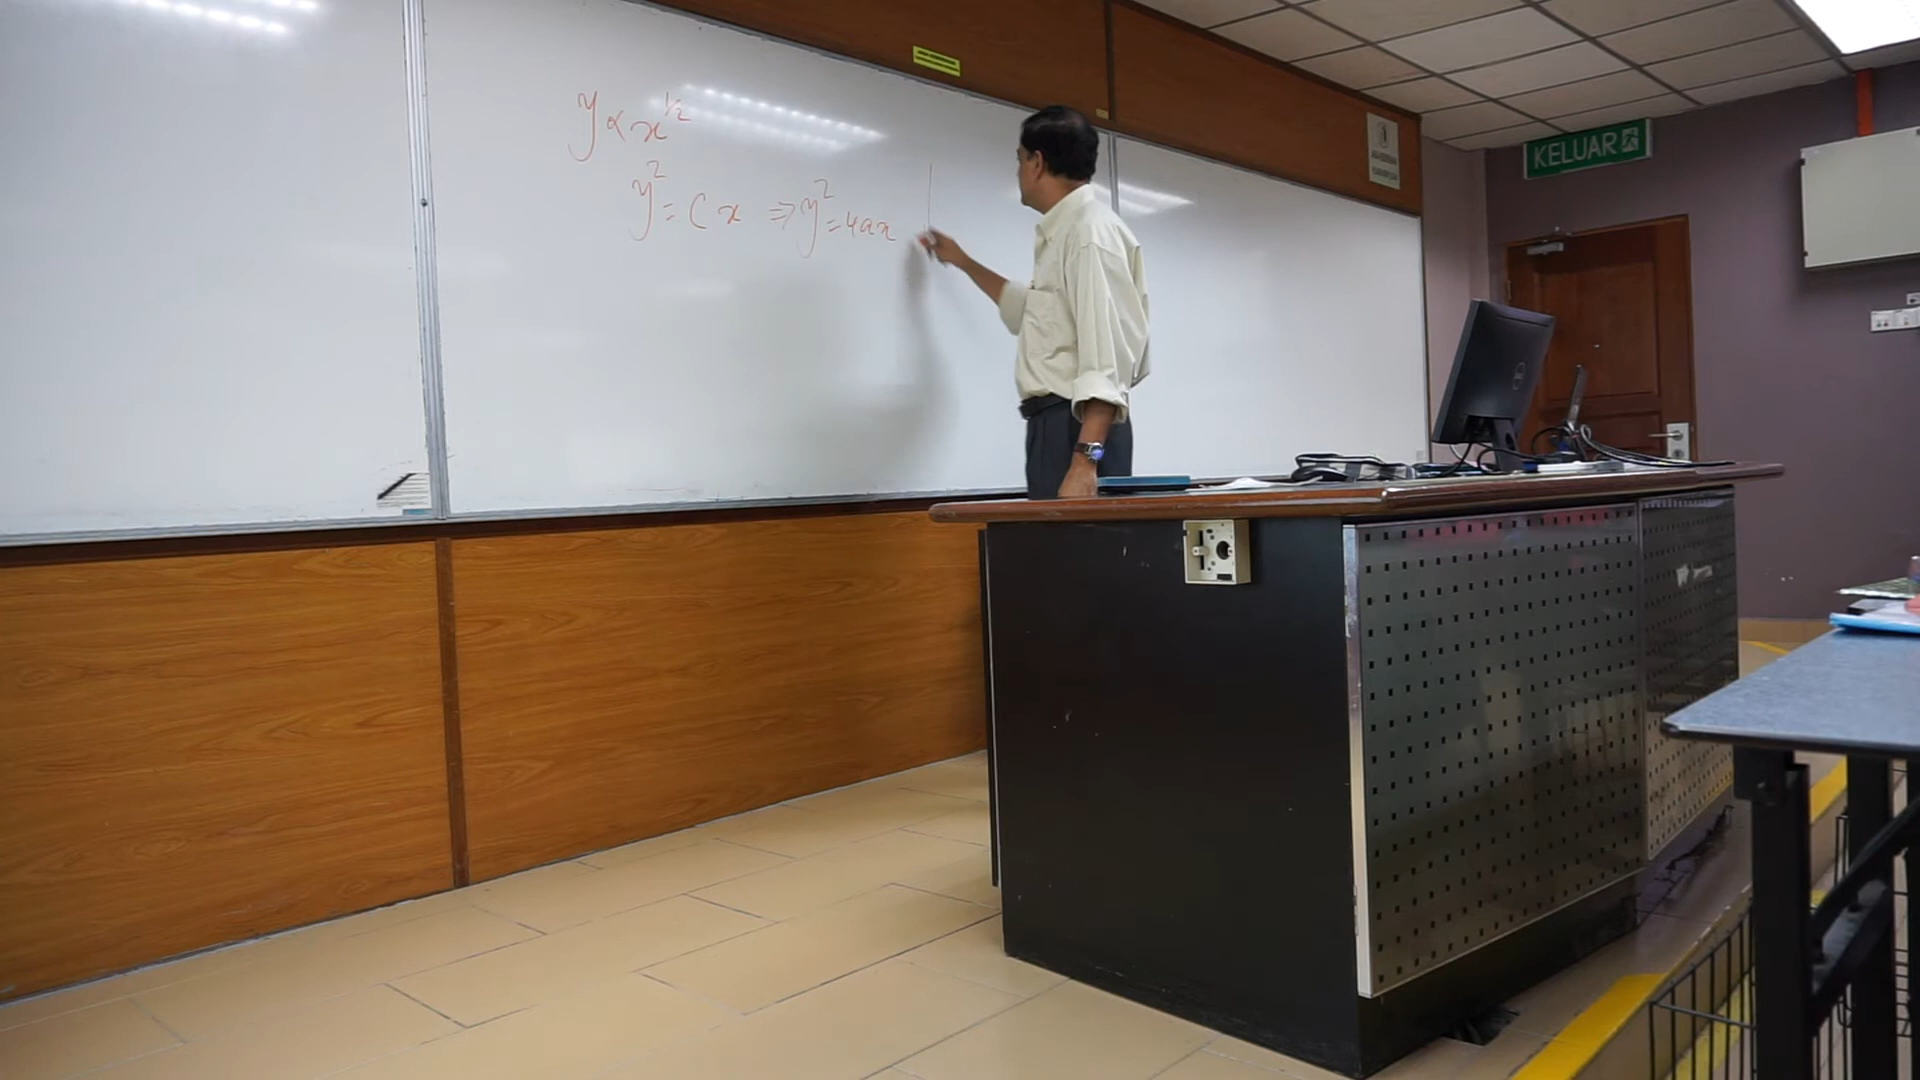 y ∝ x^1/2
y² = Cx ⇒ y² = 4ax
KELUAR